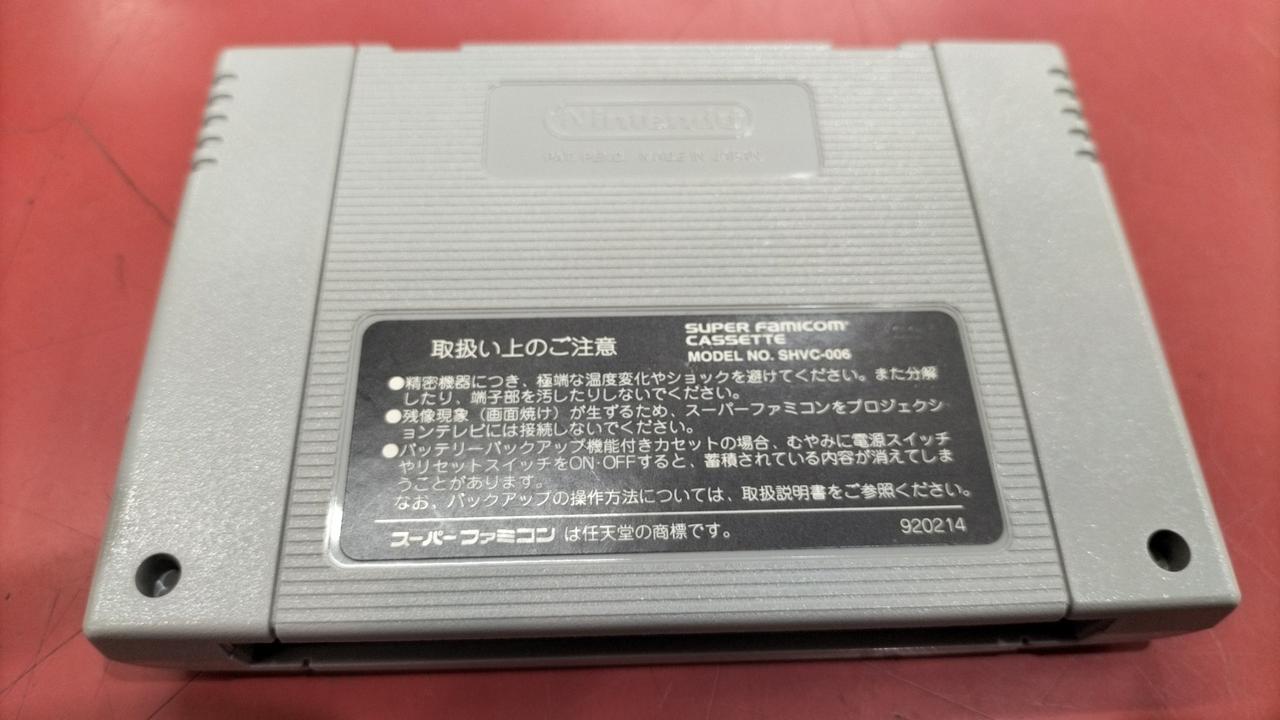 Nintendo
PAT. PEND. MADE IN JAPAN
取扱い上のご注意
SUPER FAMICOM
CASSETTE
MODEL NO. SHVC-006
●精密機器につき、極端な温度変化やショックを避けてください。また分解
したり、端子部を汚したりしないでください。
●残像現象（画面焼け）が生ずるため、スーパーファミコンをプロジェクシ
ョンテレビには接続しないでください。
●バッテリーバックアップ機能付きカセットの場合、むやみに電源スイッチ
やリセットスイッチをON·OFFすると、蓄積されている内容が消えてしま
うことがあります。
なお、バックアップの操作方法については、取扱説明書をご参照ください。
スーパーファミコン は任天堂の商標です。
920214